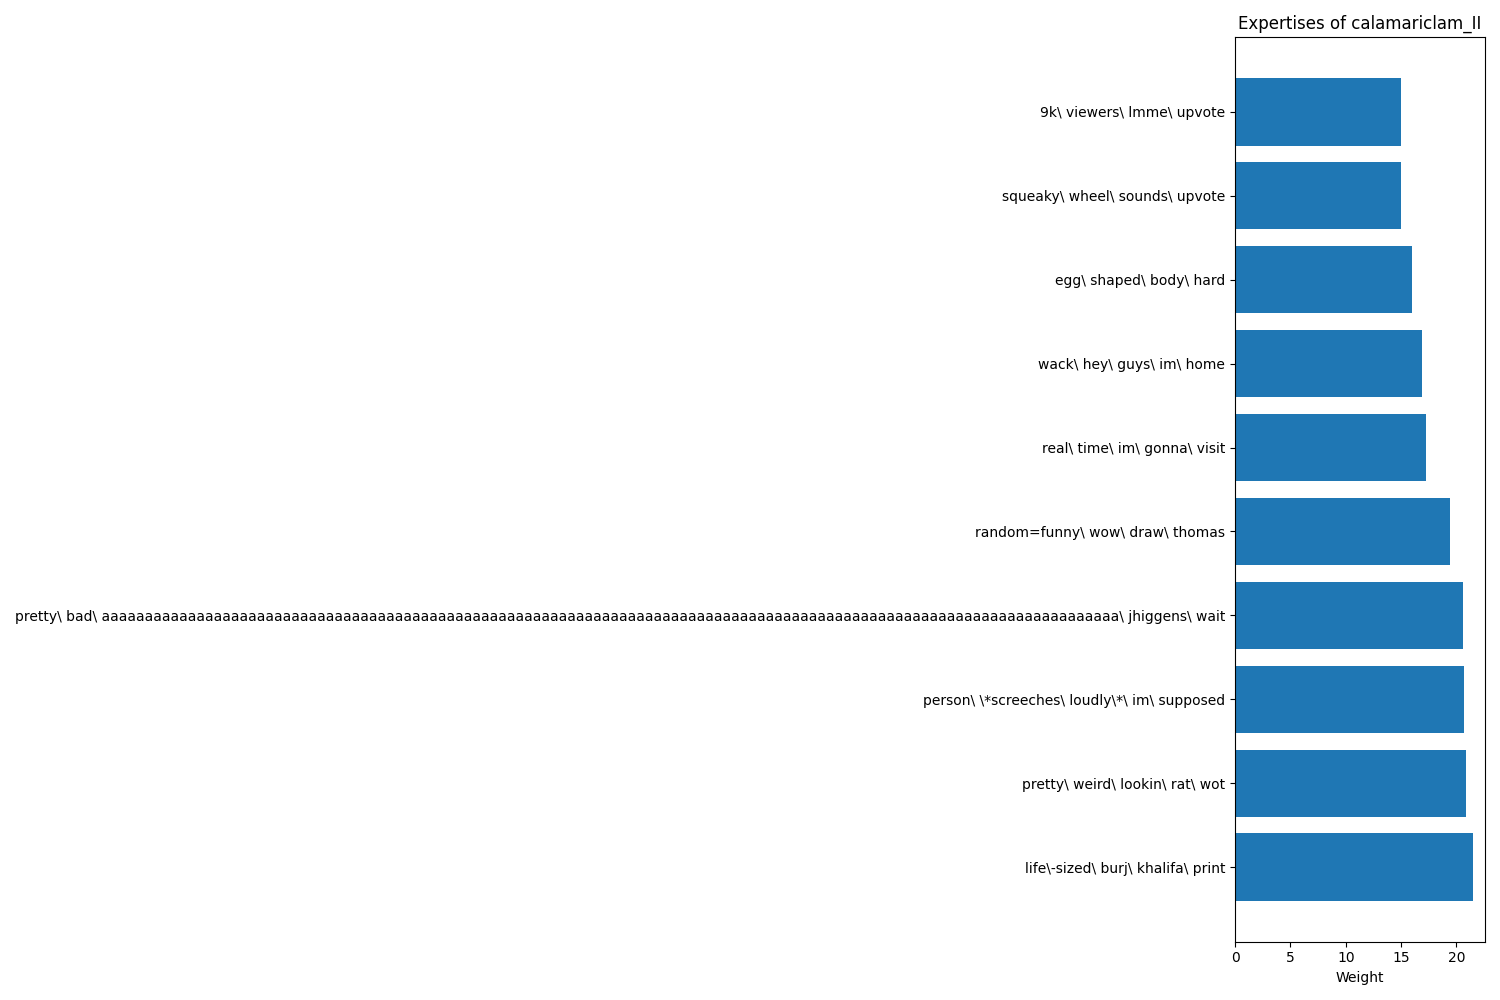 Expertises of calamariclam_II
9k\ viewers\ lmme\ upvote
squeaky\ wheel\ sounds\ upvote
egg\ shaped\ body\ hard
wack\ hey\ guys\ im\ home
real\ time\ im\ gonna\ visit
random=funny\ wow\ draw\ thomas
pretty\ bad\ aaaaaaaaaaaaaaaaaaaaaaaaaaaaaaaaaaaaaaaaaaaaaaaaaaaaaaaaaaaaaaaaaaaaaaaaaaaaaaaaaaaaaaaaaaaaaaaaaaaaaaaaaaaaaaaaaaaaaaa\ jhiggens\ wait
person\ \*screeches\ loudly\*\ im\ supposed
pretty\ weird\ lookin\ rat\ wot
life\-sized\ burj\ khalifa\ print
0 5 10 15 20
Weight